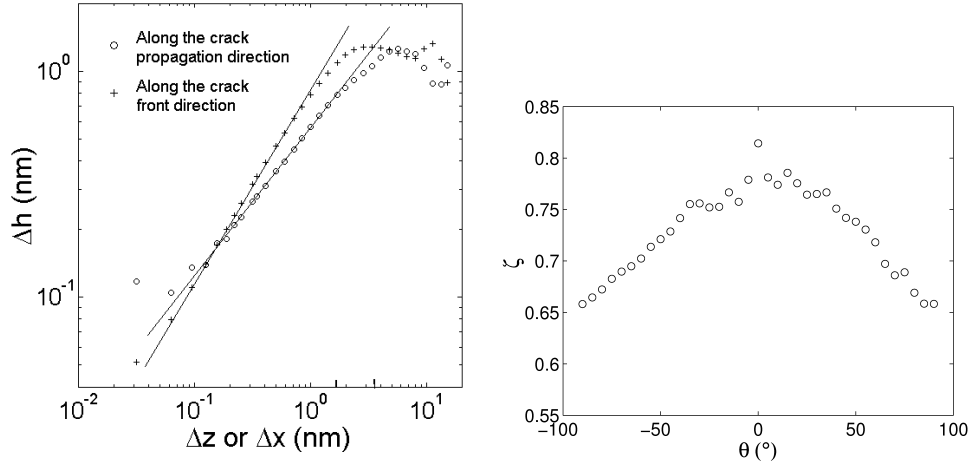 Along the crack
propagation direction
Along the crack
front direction
10⁰
10⁻¹
Δh (nm)
10⁻² 10⁻¹ 10⁰ 10¹
Δz or Δx (nm)
0.85
0.8
0.75
0.7
0.65
0.6
0.55
ζ
−100 −50 0 50 100
θ (°)